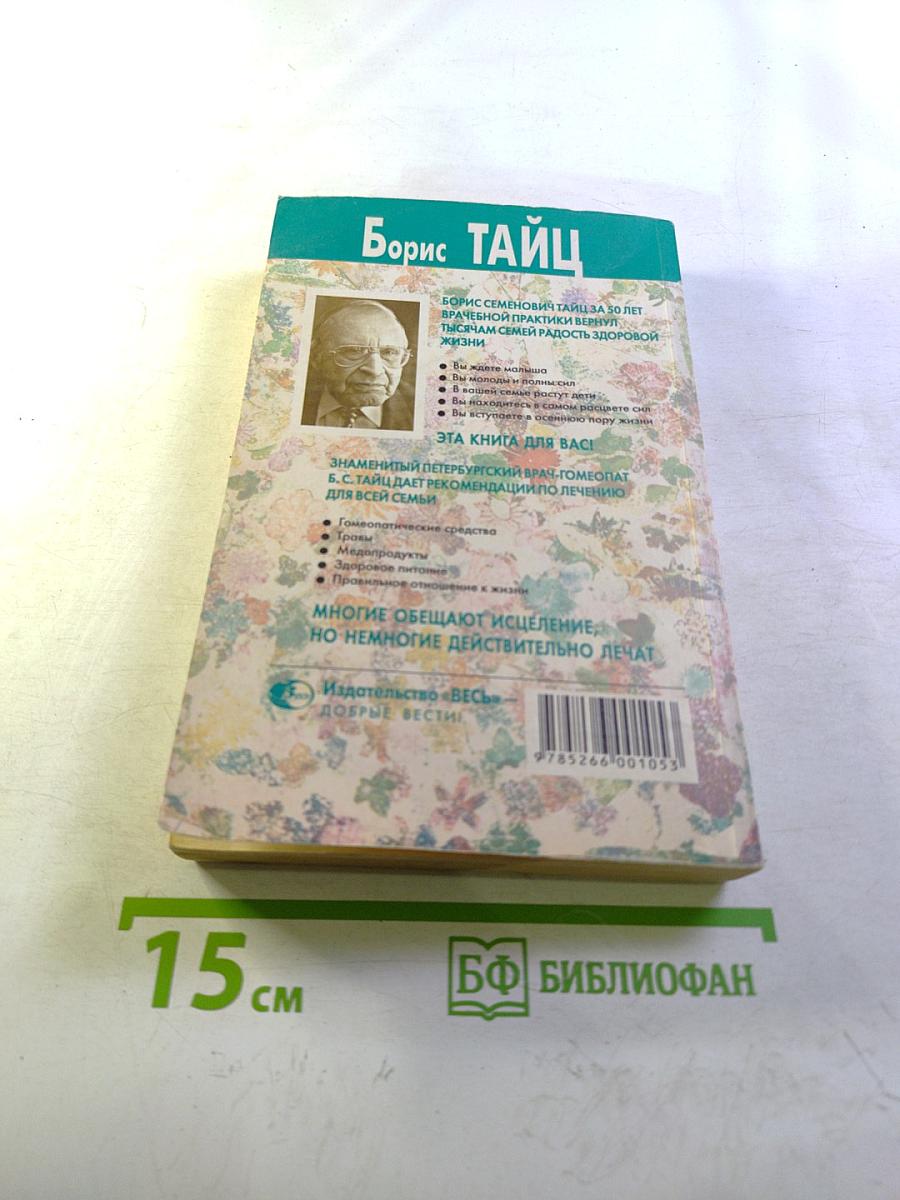 Борис ТАЙЦ
БОРИС СЕМЕНОВИЧ ТАЙЦ ЗА 50 ЛЕТ
ВРАЧЕБНОЙ ПРАКТИКИ ВЕРНУЛ
ТЫСЯЧАМ СЕМЕЙ РАДОСТЬ ЗДОРОВОЙ
ЖИЗНИ
● Вы ждете малыша
● Вы молоды и полны сил
● В вашей семье растут дети
● Вы находитесь в самом расцвете сил
● Вы вступаете в осеннюю пору жизни
ЭТА КНИГА ДЛЯ ВАС!
ЗНАМЕНИТЫЙ ПЕТЕРБУРГСКИЙ ВРАЧ-ГОМЕОПАТ
Б. С. ТАЙЦ ДАЕТ РЕКОМЕНДАЦИИ ПО ЛЕЧЕНИЮ
ДЛЯ ВСЕЙ СЕМЬИ
● Гомеопатические средства
● Травы
● Медопродукты
● Здоровое питание
● Правильное отношение к жизни
МНОГИЕ ОБЕЩАЮТ ИСЦЕЛЕНИЕ,
НО НЕМНОГИЕ ДЕЙСТВИТЕЛЬНО ЛЕЧАТ
Издательство «ВЕСЬ» —
ДОБРЫЕ ВЕСТИ!
9 785266 001053
15 см
БФ БИБЛИОФАН